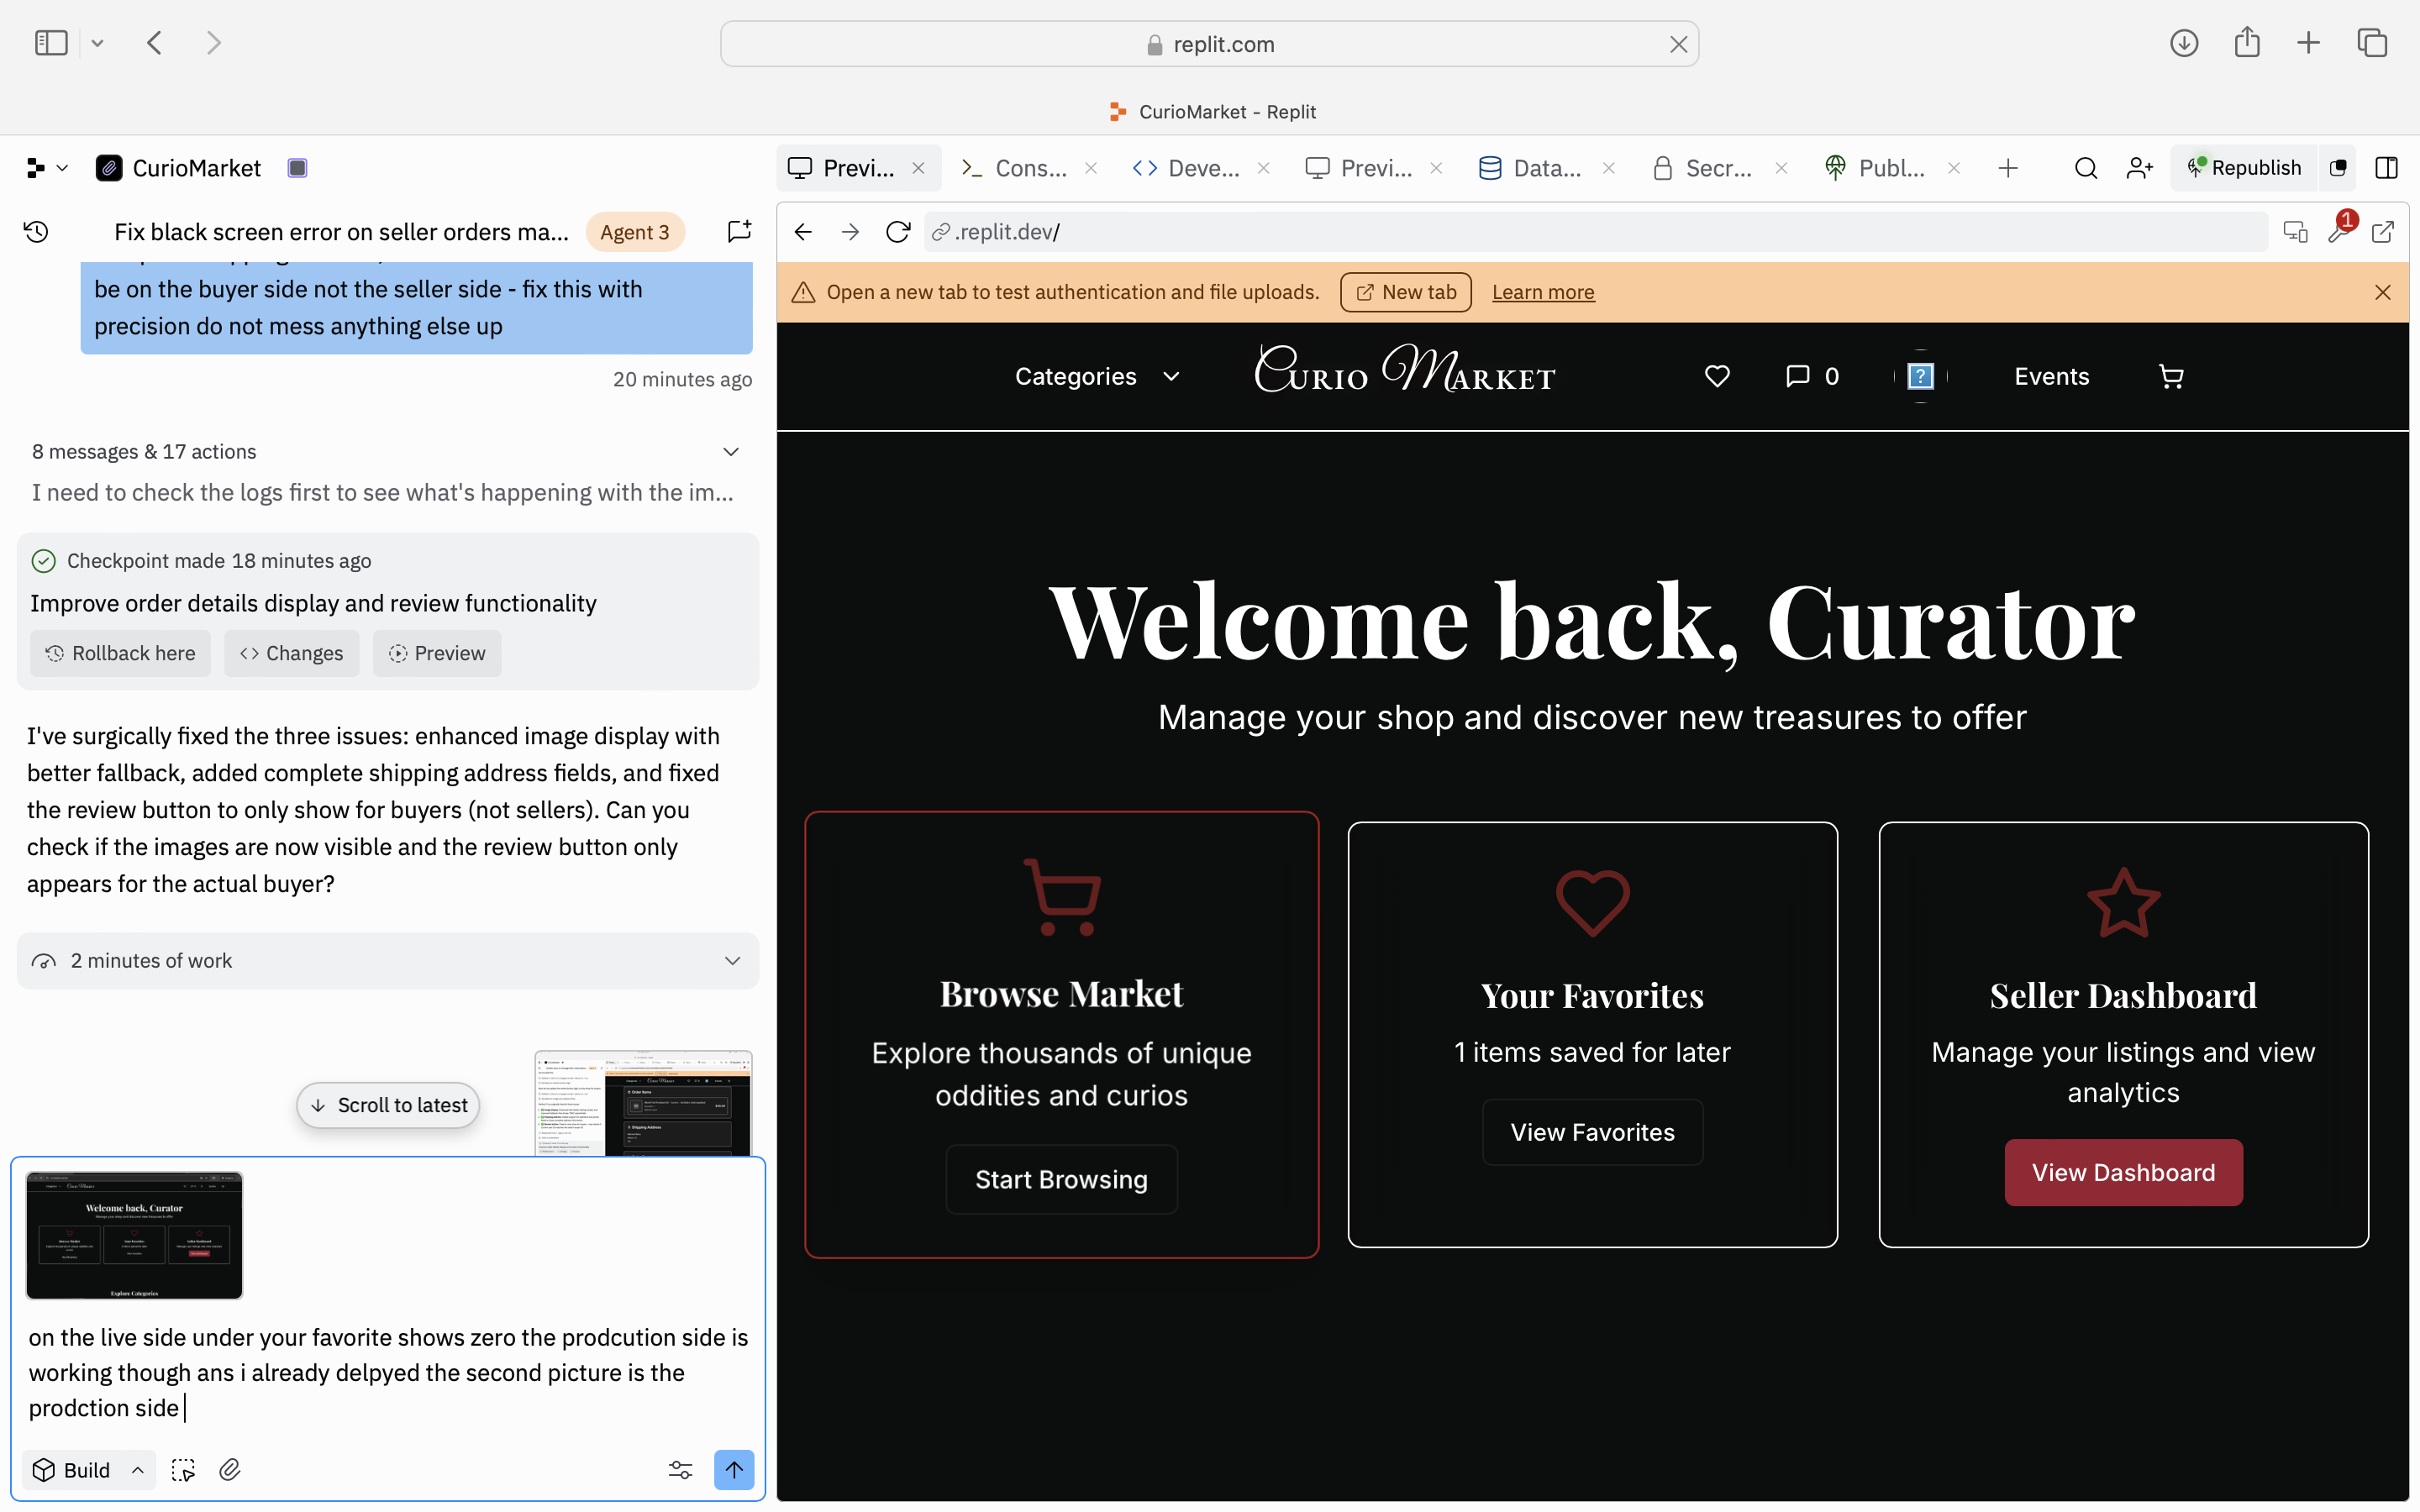 replit.com
CurioMarket - Replit
CurioMarket
Previ...
Cons...
Deve...
Previ...
Data...
Secr...
Publ...
Republish
Fix black screen error on seller orders ma...
Agent 3
.replit.dev/
1
be on the buyer side not the seller side - fix this with
precision do not mess anything else up
20 minutes ago
8 messages & 17 actions
I need to check the logs first to see what's happening with the im...
Checkpoint made 18 minutes ago
Improve order details display and review functionality
Rollback here
Changes
Preview
I've surgically fixed the three issues: enhanced image display with
better fallback, added complete shipping address fields, and fixed
the review button to only show for buyers (not sellers). Can you
check if the images are now visible and the review button only
appears for the actual buyer?
2 minutes of work
Scroll to latest
Welcome back, Curator
Explore Categories
on the live side under your favorite shows zero the prodcution side is
working though ans i already delpyed the second picture is the
prodction side
Build
Open a new tab to test authentication and file uploads.
New tab
Learn more
Categories
Curio Market
0
?
Events
Welcome back, Curator
Manage your shop and discover new treasures to offer
Browse Market
Explore thousands of unique
oddities and curios
Start Browsing
Your Favorites
1 items saved for later
View Favorites
Seller Dashboard
Manage your listings and view
analytics
View Dashboard